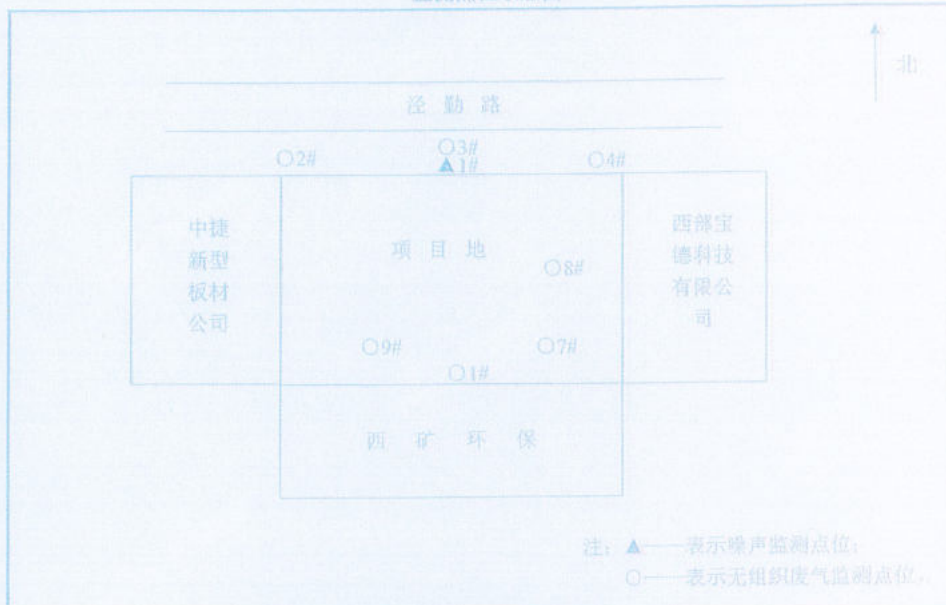 北
泾勤路
○3#
○2#
▲1#
○4#
中捷
新型
板材
公司
项目地
西部宝
德科技
有限公
司
○8#
○9#
○7#
○1#
西矿环保
注：▲——表示噪声监测点位；
○——表示无组织废气监测点位。